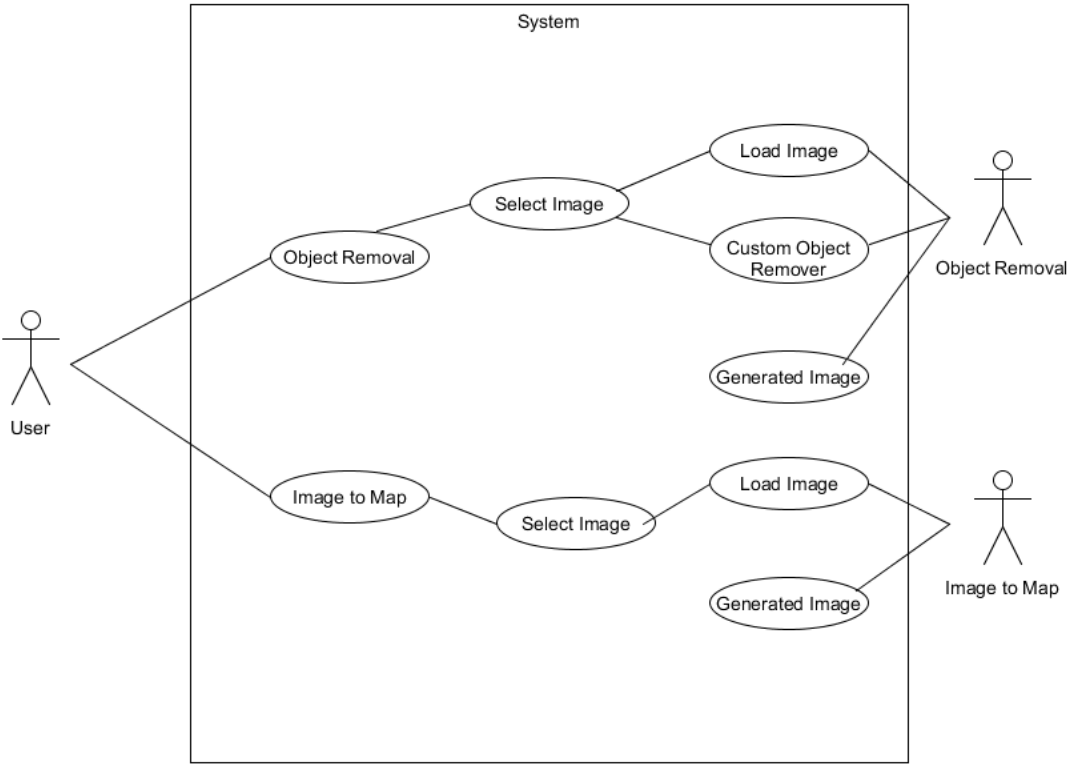 System
Load Image
Select Image
Custom Object
Remover
Object Removal
Object Removal
Generated Image
User
Image to Map
Select Image
Load Image
Generated Image
Image to Map